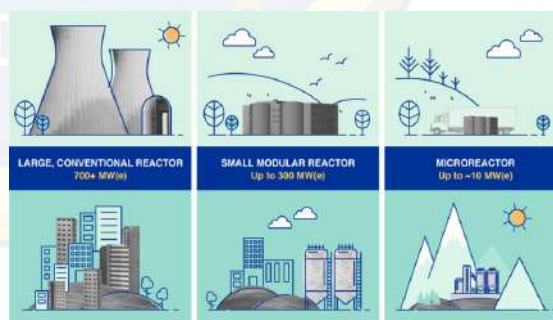 LARGE, CONVENTIONAL REACTOR
700+ MW(e)
SMALL MODULAR REACTOR
Up to 300 MW(e)
MICROREACTOR
Up to ~10 MW(e)